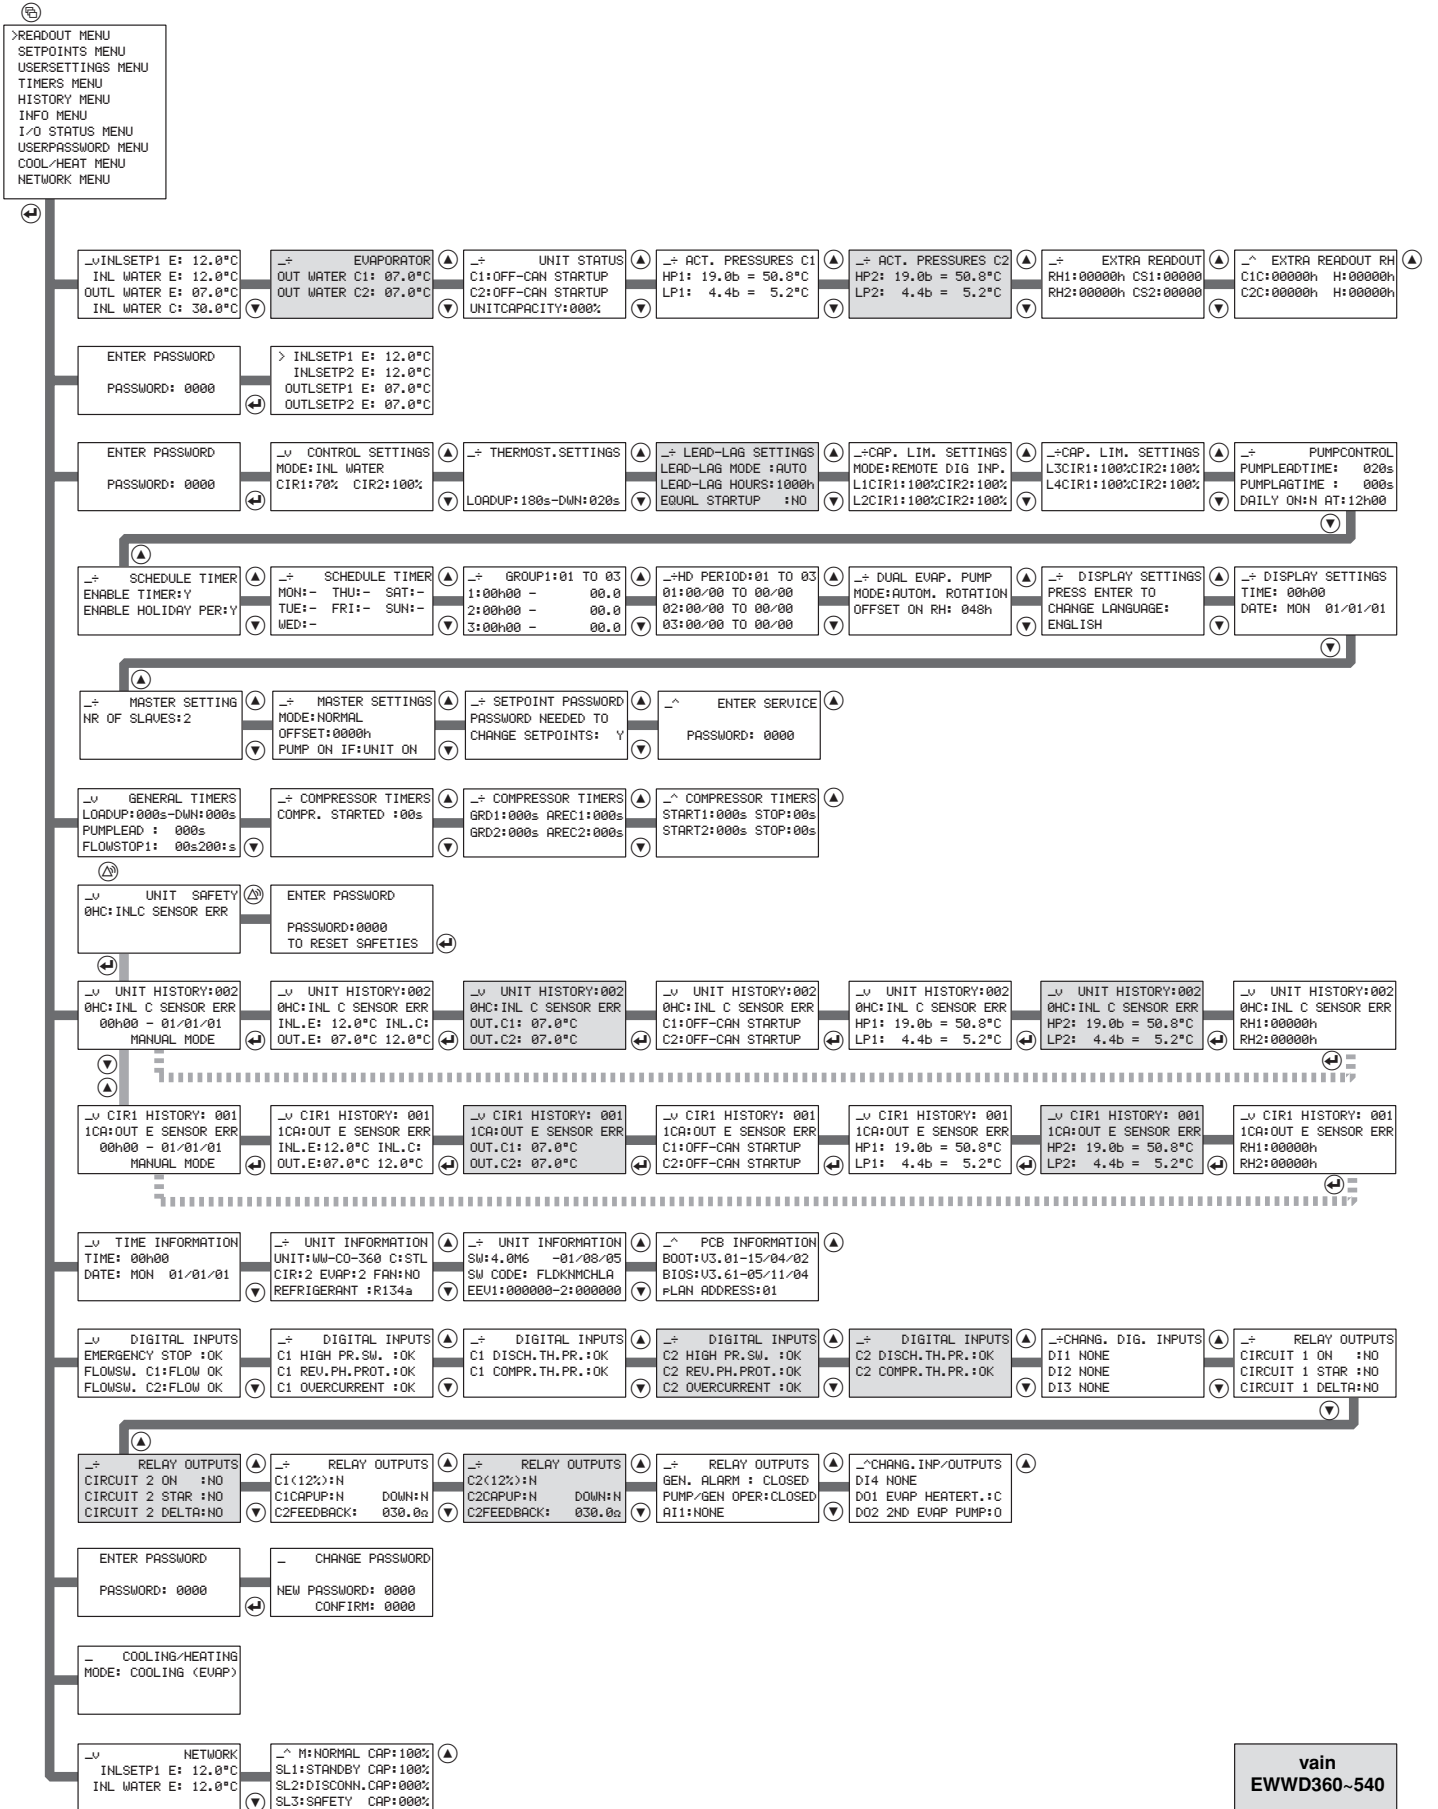 >READOUT MENU
SETPOINTS MENU
USERSETTINGS MENU
TIMERS MENU
HISTORY MENU
INFO MENU
I/O STATUS MENU
USERPASSWORD MENU
COOL/HEAT MENU
NETWORK MENU
_vINLSETP1 E: 12.0°C
INL WATER E: 12.0°C
OUTL WATER E: 07.0°C
INL WATER C: 30.0°C
_÷ EVAPORATOR
OUT WATER C1: 07.0°C
OUT WATER C2: 07.0°C
_÷ UNIT STATUS
C1:OFF-CAN STARTUP
C2:OFF-CAN STARTUP
UNITCAPACITY:000%
_÷ ACT. PRESSURES C1
HP1: 19.0b = 50.8°C
LP1: 4.4b = 5.2°C
_÷ ACT. PRESSURES C2
HP2: 19.0b = 50.8°C
LP2: 4.4b = 5.2°C
_÷ EXTRA READOUT
RH1:00000h CS1:00000
RH2:00000h CS2:00000
_^ EXTRA READOUT RH
C1C:00000h H:00000h
C2C:00000h H:00000h
ENTER PASSWORD
PASSWORD: 0000
> INLSETP1 E: 12.0°C
INLSETP2 E: 12.0°C
OUTLSETP1 E: 07.0°C
OUTLSETP2 E: 07.0°C
ENTER PASSWORD
PASSWORD: 0000
_v CONTROL SETTINGS
MODE:INL WATER
CIR1:70% CIR2:100%
_÷ THERMOST.SETTINGS
LOADUP:180s-DWN:020s
_÷ LEAD-LAG SETTINGS
LEAD-LAG MODE :AUTO
LEAD-LAG HOURS:1000h
EQUAL STARTUP :NO
_÷CAP. LIM. SETTINGS
MODE:REMOTE DIG INP.
L1CIR1:100%CIR2:100%
L2CIR1:100%CIR2:100%
_÷CAP. LIM. SETTINGS
L3CIR1:100%CIR2:100%
L4CIR1:100%CIR2:100%
_÷ PUMPCONTROL
PUMPLEADTIME: 020s
PUMPLAGTIME : 000s
DAILY ON:N AT:12h00
_÷ SCHEDULE TIMER
ENABLE TIMER:Y
ENABLE HOLIDAY PER:Y
_÷ SCHEDULE TIMER
MON:- THU:- SAT:-
TUE:- FRI:- SUN:-
WED:-
_÷ GROUP1:01 TO 03
1:00h00 - 00.0
2:00h00 - 00.0
3:00h00 - 00.0
_÷HD PERIOD:01 TO 03
01:00/00 TO 00/00
02:00/00 TO 00/00
03:00/00 TO 00/00
_÷ DUAL EVAP. PUMP
MODE:AUTOM. ROTATION
OFFSET ON RH: 048h
_÷ DISPLAY SETTINGS
PRESS ENTER TO
CHANGE LANGUAGE:
ENGLISH
_÷ DISPLAY SETTINGS
TIME: 00h00
DATE: MON 01/01/01
_÷ MASTER SETTING
NR OF SLAVES:2
_÷ MASTER SETTINGS
MODE:NORMAL
OFFSET:0000h
PUMP ON IF:UNIT ON
_÷ SETPOINT PASSWORD
PASSWORD NEEDED TO
CHANGE SETPOINTS: Y
_^ ENTER SERVICE
PASSWORD: 0000
_v GENERAL TIMERS
LOADUP:000s-DWN:000s
PUMPLEAD : 000s
FLOWSTOP1: 00s200:s
_÷ COMPRESSOR TIMERS
COMPR. STARTED :00s
_÷ COMPRESSOR TIMERS
GRD1:000s AREC1:000s
GRD2:000s AREC2:000s
_^ COMPRESSOR TIMERS
START1:000s STOP:00s
START2:000s STOP:00s
_v UNIT SAFETY
0HC:INLC SENSOR ERR
ENTER PASSWORD
PASSWORD:0000
TO RESET SAFETIES
_v UNIT HISTORY:002
0HC:INL C SENSOR ERR
00h00 - 01/01/01
MANUAL MODE
_v UNIT HISTORY:002
0HC:INL C SENSOR ERR
INL.E: 12.0°C INL.C:
OUT.E: 07.0°C 12.0°C
_v UNIT HISTORY:002
0HC:INL C SENSOR ERR
OUT.C1: 07.0°C
OUT.C2: 07.0°C
_v UNIT HISTORY:002
0HC:INL C SENSOR ERR
C1:OFF-CAN STARTUP
C2:OFF-CAN STARTUP
_v UNIT HISTORY:002
0HC:INL C SENSOR ERR
HP1: 19.0b = 50.8°C
LP1: 4.4b = 5.2°C
_v UNIT HISTORY:002
0HC:INL C SENSOR ERR
HP2: 19.0b = 50.8°C
LP2: 4.4b = 5.2°C
_v UNIT HISTORY:002
0HC:INL C SENSOR ERR
RH1:00000h
RH2:00000h
_v CIR1 HISTORY: 001
1CA:OUT E SENSOR ERR
00h00 - 01/01/01
MANUAL MODE
_v CIR1 HISTORY: 001
1CA:OUT E SENSOR ERR
INL.E:12.0°C INL.C:
OUT.E:07.0°C 12.0°C
_v CIR1 HISTORY: 001
1CA:OUT E SENSOR ERR
OUT.C1: 07.0°C
OUT.C2: 07.0°C
_v CIR1 HISTORY: 001
1CA:OUT E SENSOR ERR
C1:OFF-CAN STARTUP
C2:OFF-CAN STARTUP
_v CIR1 HISTORY: 001
1CA:OUT E SENSOR ERR
HP1: 19.0b = 50.8°C
LP1: 4.4b = 5.2°C
_v CIR1 HISTORY: 001
1CA:OUT E SENSOR ERR
HP2: 19.0b = 50.8°C
LP2: 4.4b = 5.2°C
_v CIR1 HISTORY: 001
1CA:OUT E SENSOR ERR
RH1:00000h
RH2:00000h
_v TIME INFORMATION
TIME: 00h00
DATE: MON 01/01/01
_÷ UNIT INFORMATION
UNIT:WW-CO-360 C:STL
CIR:2 EVAP:2 FAN:NO
REFRIGERANT :R134a
_÷ UNIT INFORMATION
SW:4.0M6 -01/08/05
SW CODE: FLDKNMCHLA
EEV1:000000-2:000000
_^ PCB INFORMATION
BOOT:V3.01-15/04/02
BIOS:V3.61-05/11/04
pLAN ADDRESS:01
_v DIGITAL INPUTS
EMERGENCY STOP :OK
FLOWSW. C1:FLOW OK
FLOWSW. C2:FLOW OK
_÷ DIGITAL INPUTS
C1 HIGH PR.SW. :OK
C1 REV.PH.PROT.:OK
C1 OVERCURRENT :OK
_÷ DIGITAL INPUTS
C1 DISCH.TH.PR.:OK
C1 COMPR.TH.PR.:OK
_÷ DIGITAL INPUTS
C2 HIGH PR.SW. :OK
C2 REV.PH.PROT.:OK
C2 OVERCURRENT :OK
_÷ DIGITAL INPUTS
C2 DISCH.TH.PR.:OK
C2 COMPR.TH.PR.:OK
_÷CHANG. DIG. INPUTS
DI1 NONE
DI2 NONE
DI3 NONE
_÷ RELAY OUTPUTS
CIRCUIT 1 ON :NO
CIRCUIT 1 STAR :NO
CIRCUIT 1 DELTA:NO
_÷ RELAY OUTPUTS
CIRCUIT 2 ON :NO
CIRCUIT 2 STAR :NO
CIRCUIT 2 DELTA:NO
_÷ RELAY OUTPUTS
C1(12%):N
C1CAPUP:N DOWN:N
C2FEEDBACK: 030.0Ω
_÷ RELAY OUTPUTS
C2(12%):N
C2CAPUP:N DOWN:N
C2FEEDBACK: 030.0Ω
_÷ RELAY OUTPUTS
GEN. ALARM : CLOSED
PUMP/GEN OPER:CLOSED
AI1:NONE
_^CHANG.INP/OUTPUTS
DI4 NONE
DO1 EVAP HEATERT.:C
DO2 2ND EVAP PUMP:O
ENTER PASSWORD
PASSWORD: 0000
_ CHANGE PASSWORD
NEW PASSWORD: 0000
CONFIRM: 0000
_ COOLING/HEATING
MODE: COOLING (EVAP)
_v NETWORK
INLSETP1 E: 12.0°C
INL WATER E: 12.0°C
_^ M:NORMAL CAP:100%
SL1:STANDBY CAP:100%
SL2:DISCONN.CAP:000%
SL3:SAFETY CAP:000%
vain
EWWD360~540